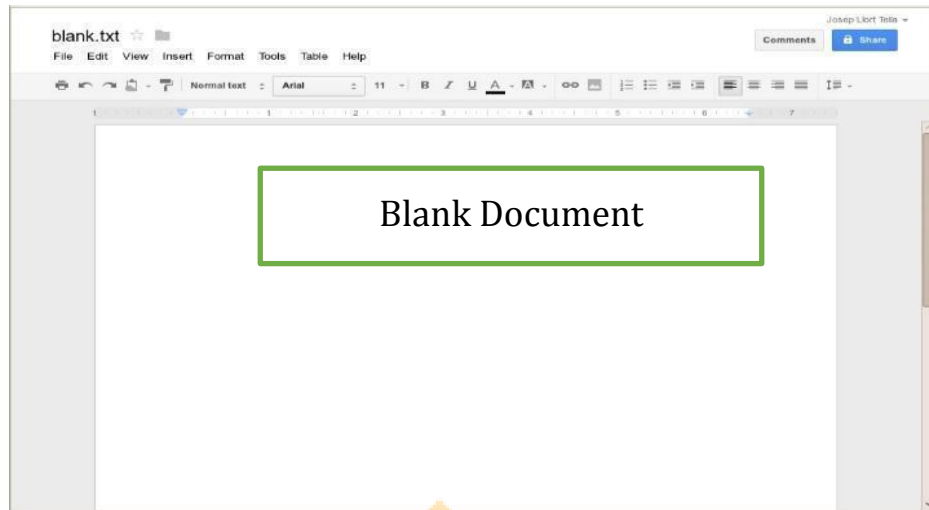 Josep Llort Tella
blank.txt
Comments
Share
File Edit View Insert Format Tools Table Help
Normal text Arial 11 B I U A A
1 1 2 3 4 5 6 7
Blank Document